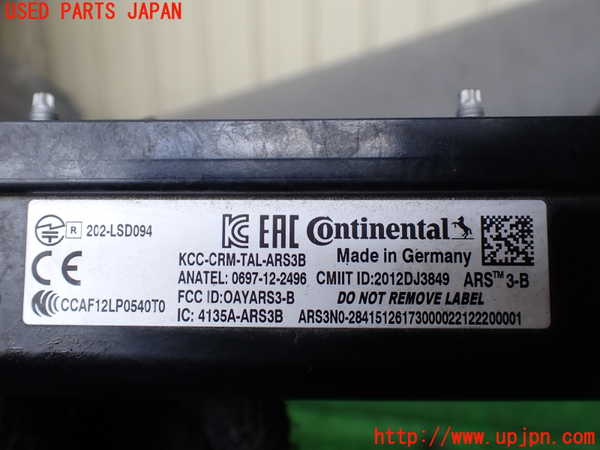 USED PARTS JAPAN
R 202-LSD094
EAC Continental
KCC-CRM-TAL-ARS3B Made in Germany
CE
ANATEL: 0697-12-2496 CMIIT ID:2012DJ3849 ARS™ 3-B
CCAF12LP0540T0
FCC ID:OAYARS3-B DO NOT REMOVE LABEL
IC: 4135A-ARS3B ARS3N0-28415126173000022122200001
http://www.upjpn.com/